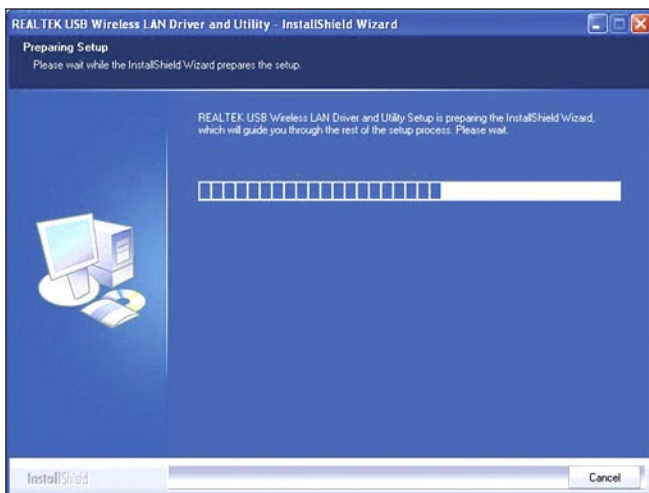 REALTEK USB Wireless LAN Driver and Utility - InstallShield Wizard
Preparing Setup
Please wait while the InstallShield Wizard prepares the setup.
REALTEK USB Wireless LAN Driver and Utility Setup is preparing the InstallShield Wizard,
which will guide you through the rest of the setup process. Please wait.
InstallShield
Cancel